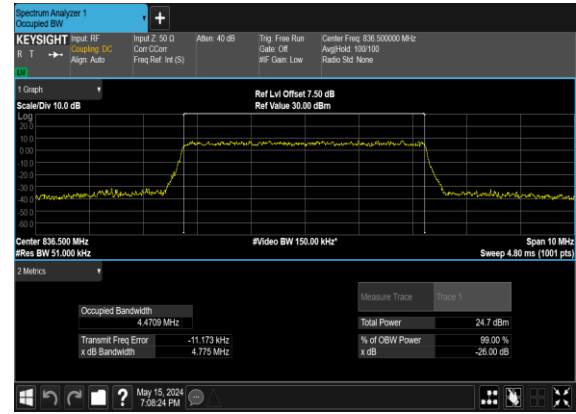 Spectrum Analyzer 1
Occupied BW
+
KEYSIGHT
R T
LXI
Input: RF
Coupling: DC
Align: Auto
Input Z: 50 Ω
Corr CCorr
Freq Ref: Int (S)
Atten: 40 dB
Trig: Free Run
Gate: Off
#IF Gain: Low
Center Freq: 836.500000 MHz
Avg|Hold: 100/100
Radio Std: None
1 Graph
Scale/Div 10.0 dB
Ref Lvl Offset 7.50 dB
Ref Value 30.00 dBm
Log
20.0
10.0
0.00
-10.0
-20.0
-30.0
-40.0
-50.0
-60.0
Center 836.500 MHz
#Res BW 51.000 kHz
#Video BW 150.00 kHz*
Span 10 MHz
Sweep 4.80 ms (1001 pts)
2 Metrics
Measure Trace Trace 1
Occupied Bandwidth
4.4709 MHz
Total Power 24.7 dBm
Transmit Freq Error -11.173 kHz
% of OBW Power 99.00 %
x dB Bandwidth 4.775 MHz
x dB -26.00 dB
?
May 15, 2024
7:08:24 PM